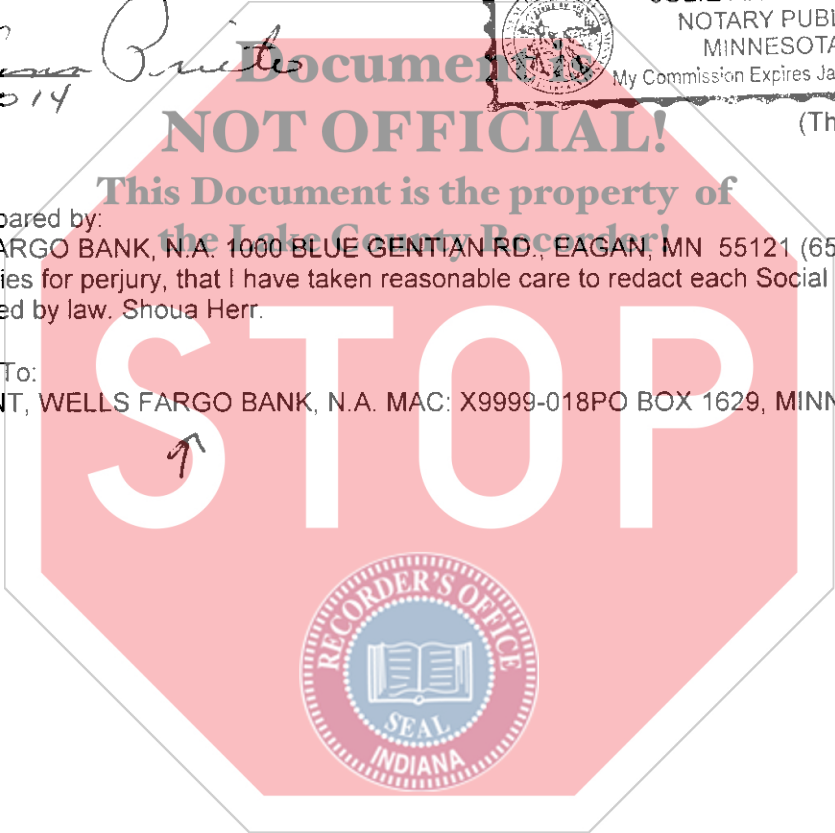 Prieto
014
NOTARY PUBL
MINNESOTA
My Commission Expires Ja
Document is
NOT OFFICIAL!
(Th
This Document is the property of
the Lake County Recorder!
pared by:
ARGO BANK, N.A. 1000 BLUE GENTIAN RD., EAGAN, MN 55121 (65
ies for perjury, that I have taken reasonable care to redact each Social
ed by law. Shoua Herr.
To:
NT, WELLS FARGO BANK, N.A. MAC: X9999-018PO BOX 1629, MINN
STOP
RECORDER'S OFFICE
SEAL
INDIANA